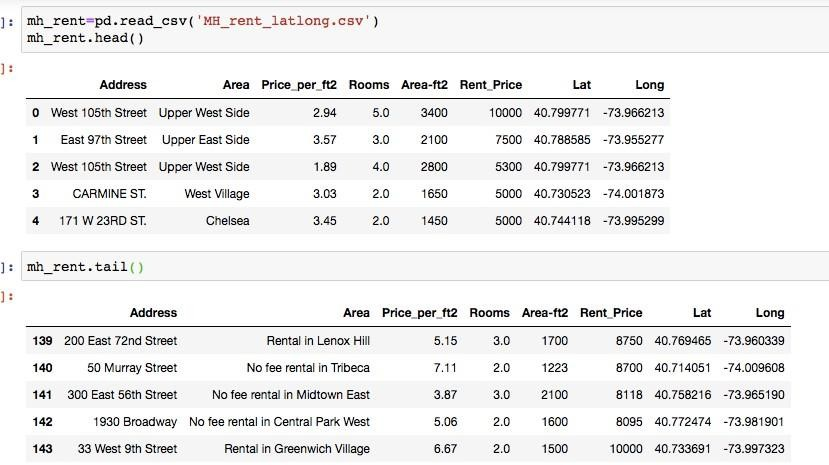 ]: mh_rent=pd.read_csv('MH_rent_latlong.csv')
mh_rent.head()
]:
Address Area Price_per_ft2 Rooms Area-ft2 Rent_Price Lat Long
0 West 105th Street Upper West Side 2.94 5.0 3400 10000 40.799771 -73.966213
1 East 97th Street Upper East Side 3.57 3.0 2100 7500 40.788585 -73.955277
2 West 105th Street Upper West Side 1.89 4.0 2800 5300 40.799771 -73.966213
3 CARMINE ST. West Village 3.03 2.0 1650 5000 40.730523 -74.001873
4 171 W 23RD ST. Chelsea 3.45 2.0 1450 5000 40.744118 -73.995299
]: mh_rent.tail()
]:
Address Area Price_per_ft2 Rooms Area-ft2 Rent_Price Lat Long
139 200 East 72nd Street Rental in Lenox Hill 5.15 3.0 1700 8750 40.769465 -73.960339
140 50 Murray Street No fee rental in Tribeca 7.11 2.0 1223 8700 40.714051 -74.009608
141 300 East 56th Street No fee rental in Midtown East 3.87 3.0 2100 8118 40.758216 -73.965190
142 1930 Broadway No fee rental in Central Park West 5.06 2.0 1600 8095 40.772474 -73.981901
143 33 West 9th Street Rental in Greenwich Village 6.67 2.0 1500 10000 40.733691 -73.997323